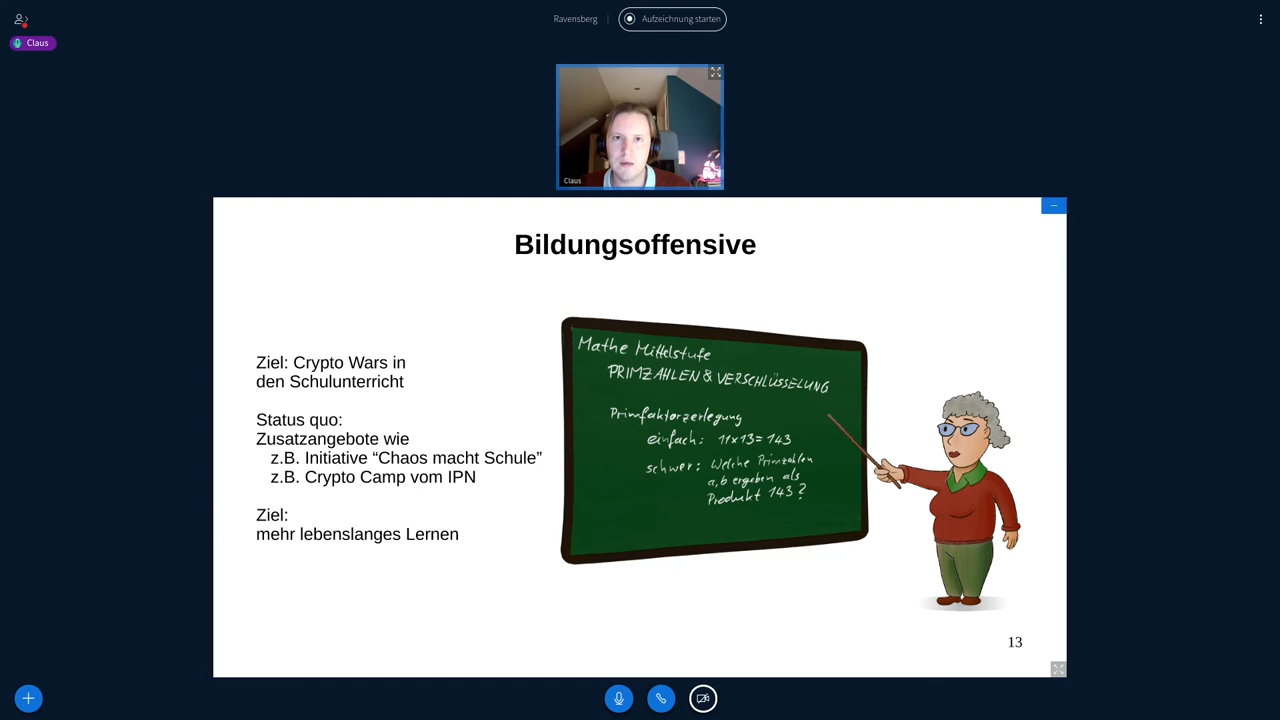 Ravensberg
Aufzeichnung starten
Claus
Claus
Bildungsoffensive
Ziel: Crypto Wars in
den Schulunterricht
Status quo:
Zusatzangebote wie
z.B. Initiative “Chaos macht Schule”
z.B. Crypto Camp vom IPN
Ziel:
mehr lebenslanges Lernen
Mathe Mittelstufe
PRIMZAHLEN & VERSCHLÜSSELUNG
Primfaktorzerlegung
einfach: 11x13=143
schwer: Welche Primzahlen
a,b ergeben als
Produkt 143?
13